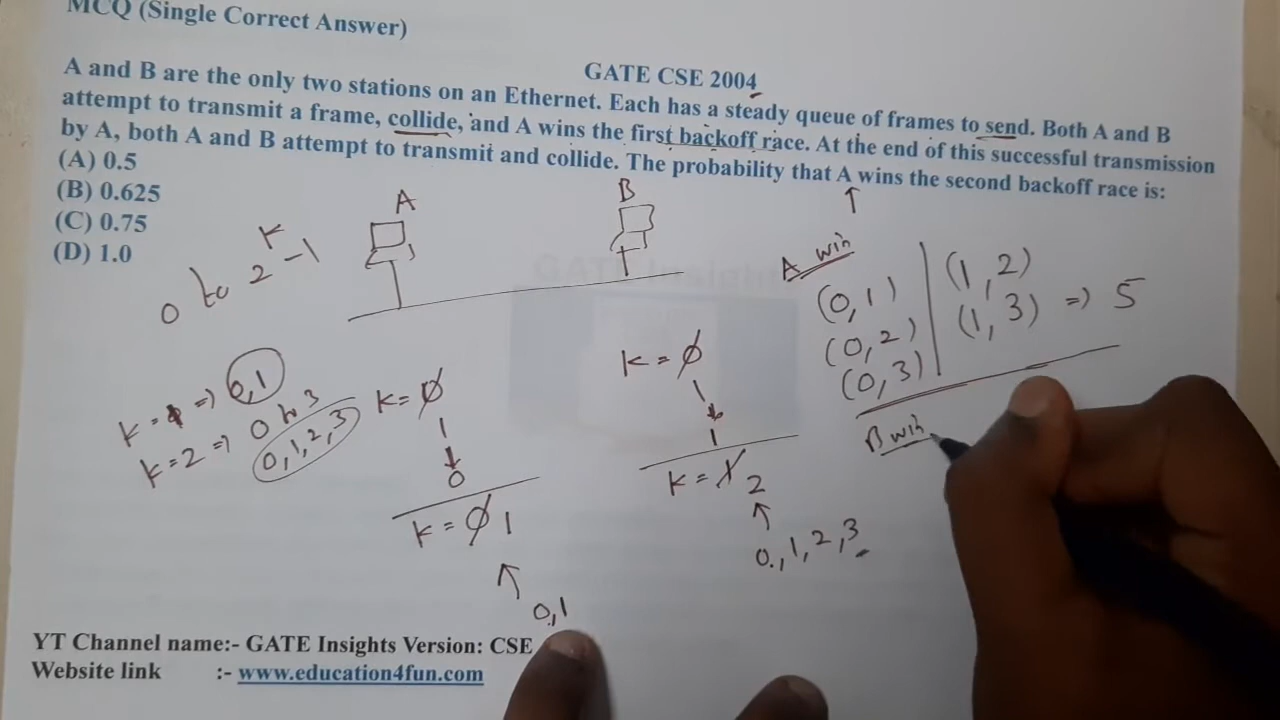 MCQ (Single Correct Answer)
GATE CSE 2004
A and B are the only two stations on an Ethernet. Each has a steady queue of frames to send. Both A and B
attempt to transmit a frame, collide, and A wins the first backoff race. At the end of this successful transmission
by A, both A and B attempt to transmit and collide. The probability that A wins the second backoff race is:
(A) 0.5
(B) 0.625
(C) 0.75
(D) 1.0
0 to 2^k -1
A
B
A win
(0,1)
(0,2)
(0,3)
(1,2)
(1,3) => 5
B win
k = 1 => 0,1
k=2 => 0 to 3
0,1,2,3
k=0
1
0
k = 0 1
0,1
k = 0
1
1
k = 1 2
0,1,2,3
GATE Insights
YT Channel name:- GATE Insights Version: CSE
Website link :- www.education4fun.com